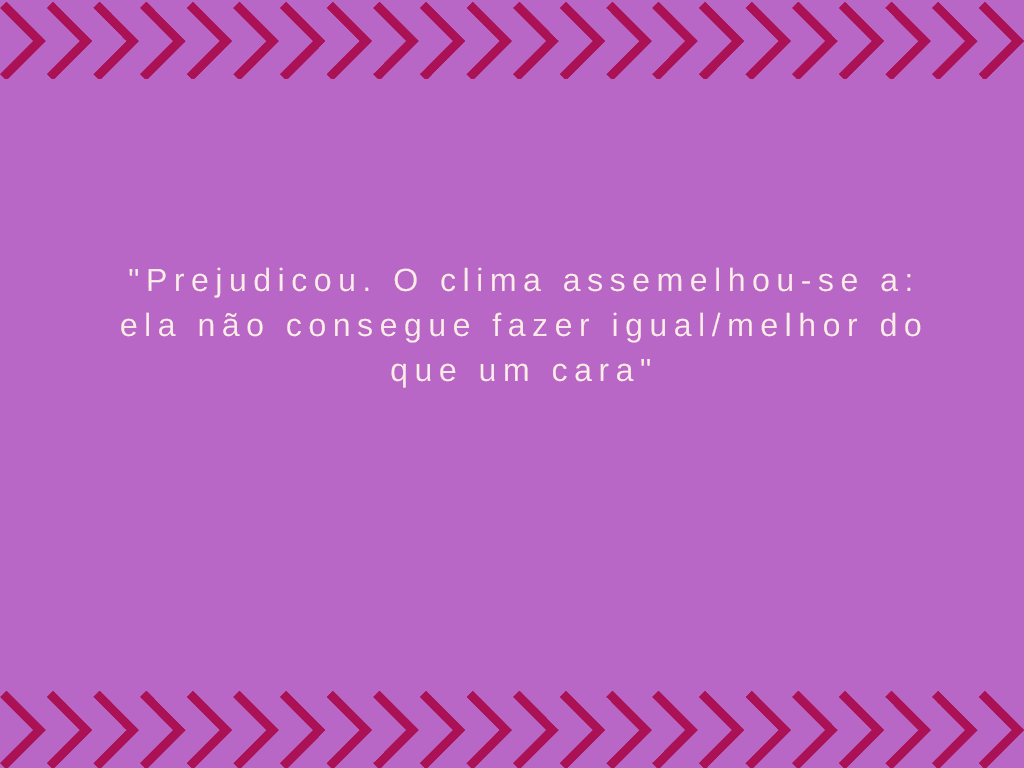 "Prejudicou. O clima assemelhou-se a:
ela não consegue fazer igual/melhor do
que um cara"